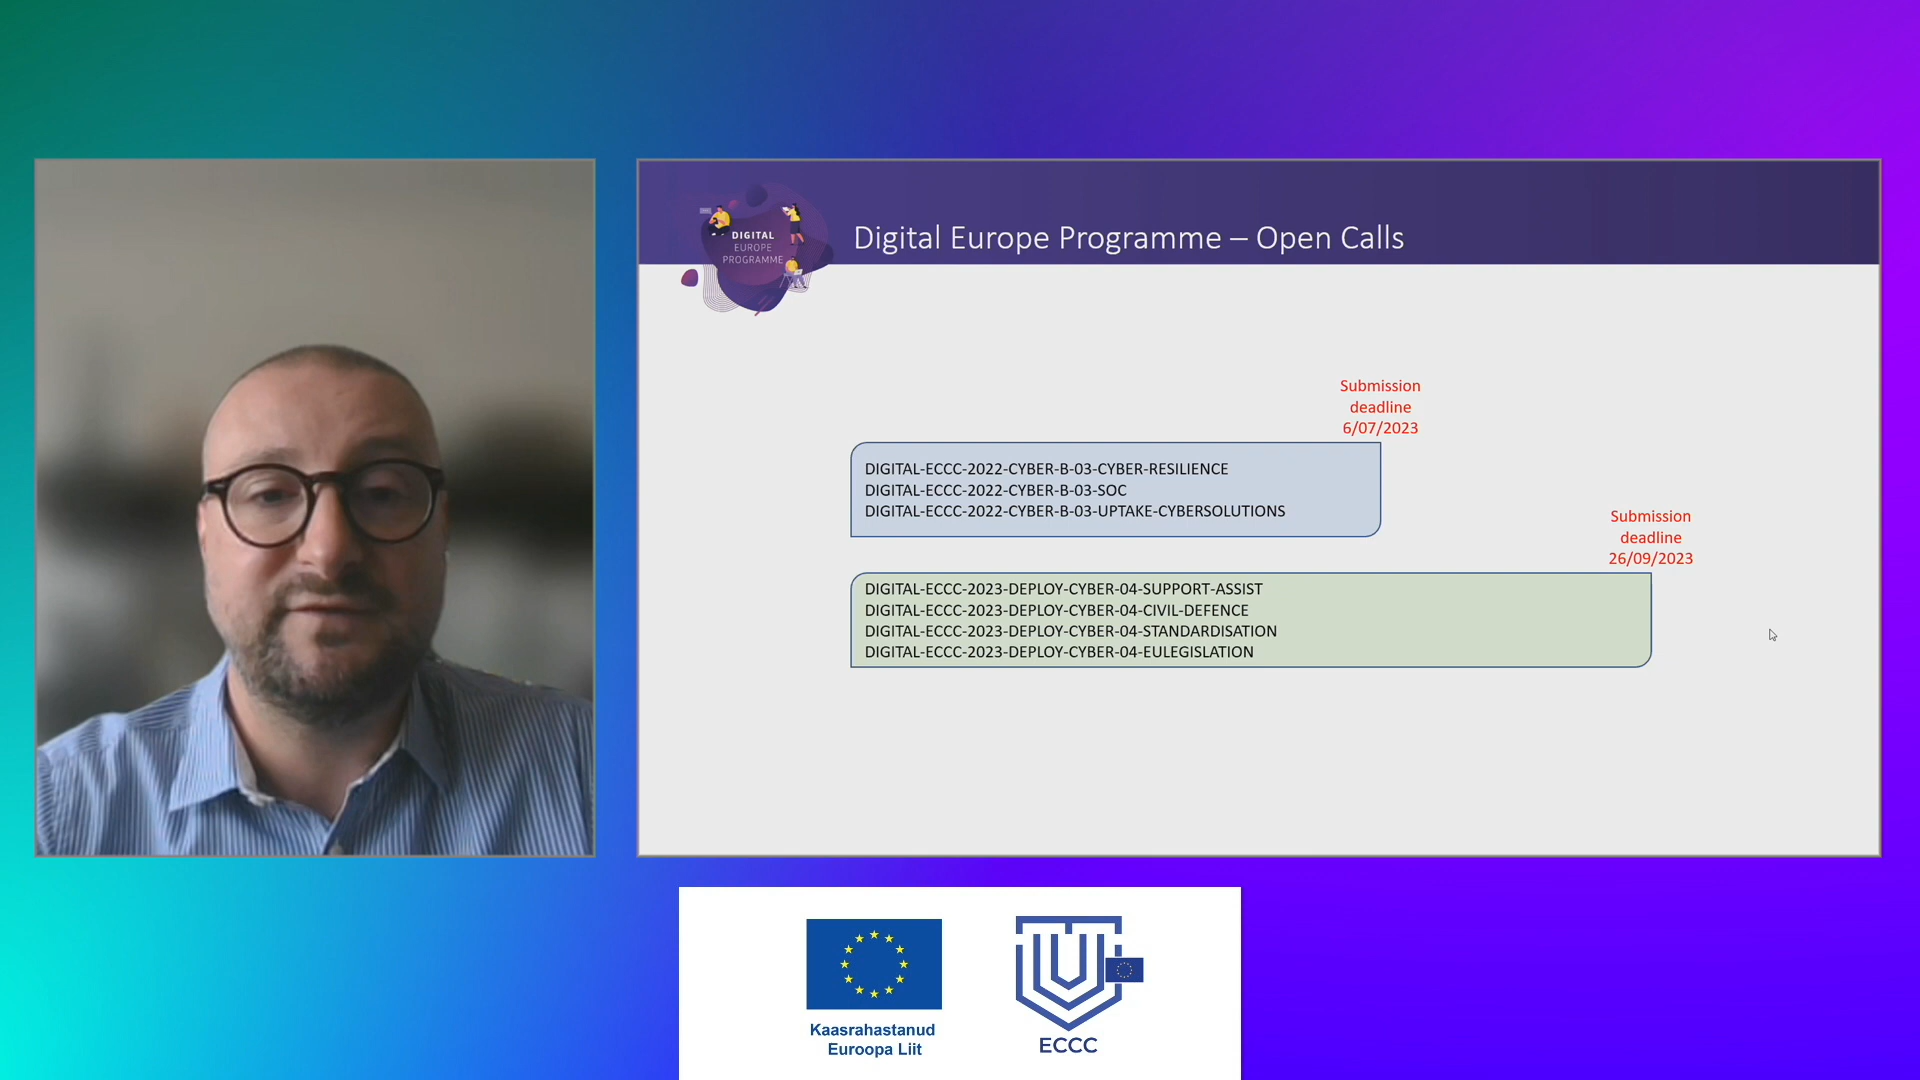 DIGITAL
EUROPE
PROGRAMME
Digital Europe Programme – Open Calls
Submission
deadline
6/07/2023
DIGITAL-ECCC-2022-CYBER-B-03-CYBER-RESILIENCE
DIGITAL-ECCC-2022-CYBER-B-03-SOC
DIGITAL-ECCC-2022-CYBER-B-03-UPTAKE-CYBERSOLUTIONS
Submission
deadline
26/09/2023
DIGITAL-ECCC-2023-DEPLOY-CYBER-04-SUPPORT-ASSIST
DIGITAL-ECCC-2023-DEPLOY-CYBER-04-CIVIL-DEFENCE
DIGITAL-ECCC-2023-DEPLOY-CYBER-04-STANDARDISATION
DIGITAL-ECCC-2023-DEPLOY-CYBER-04-EULEGISLATION
Kaasrahastanud
Euroopa Liit
ECCC